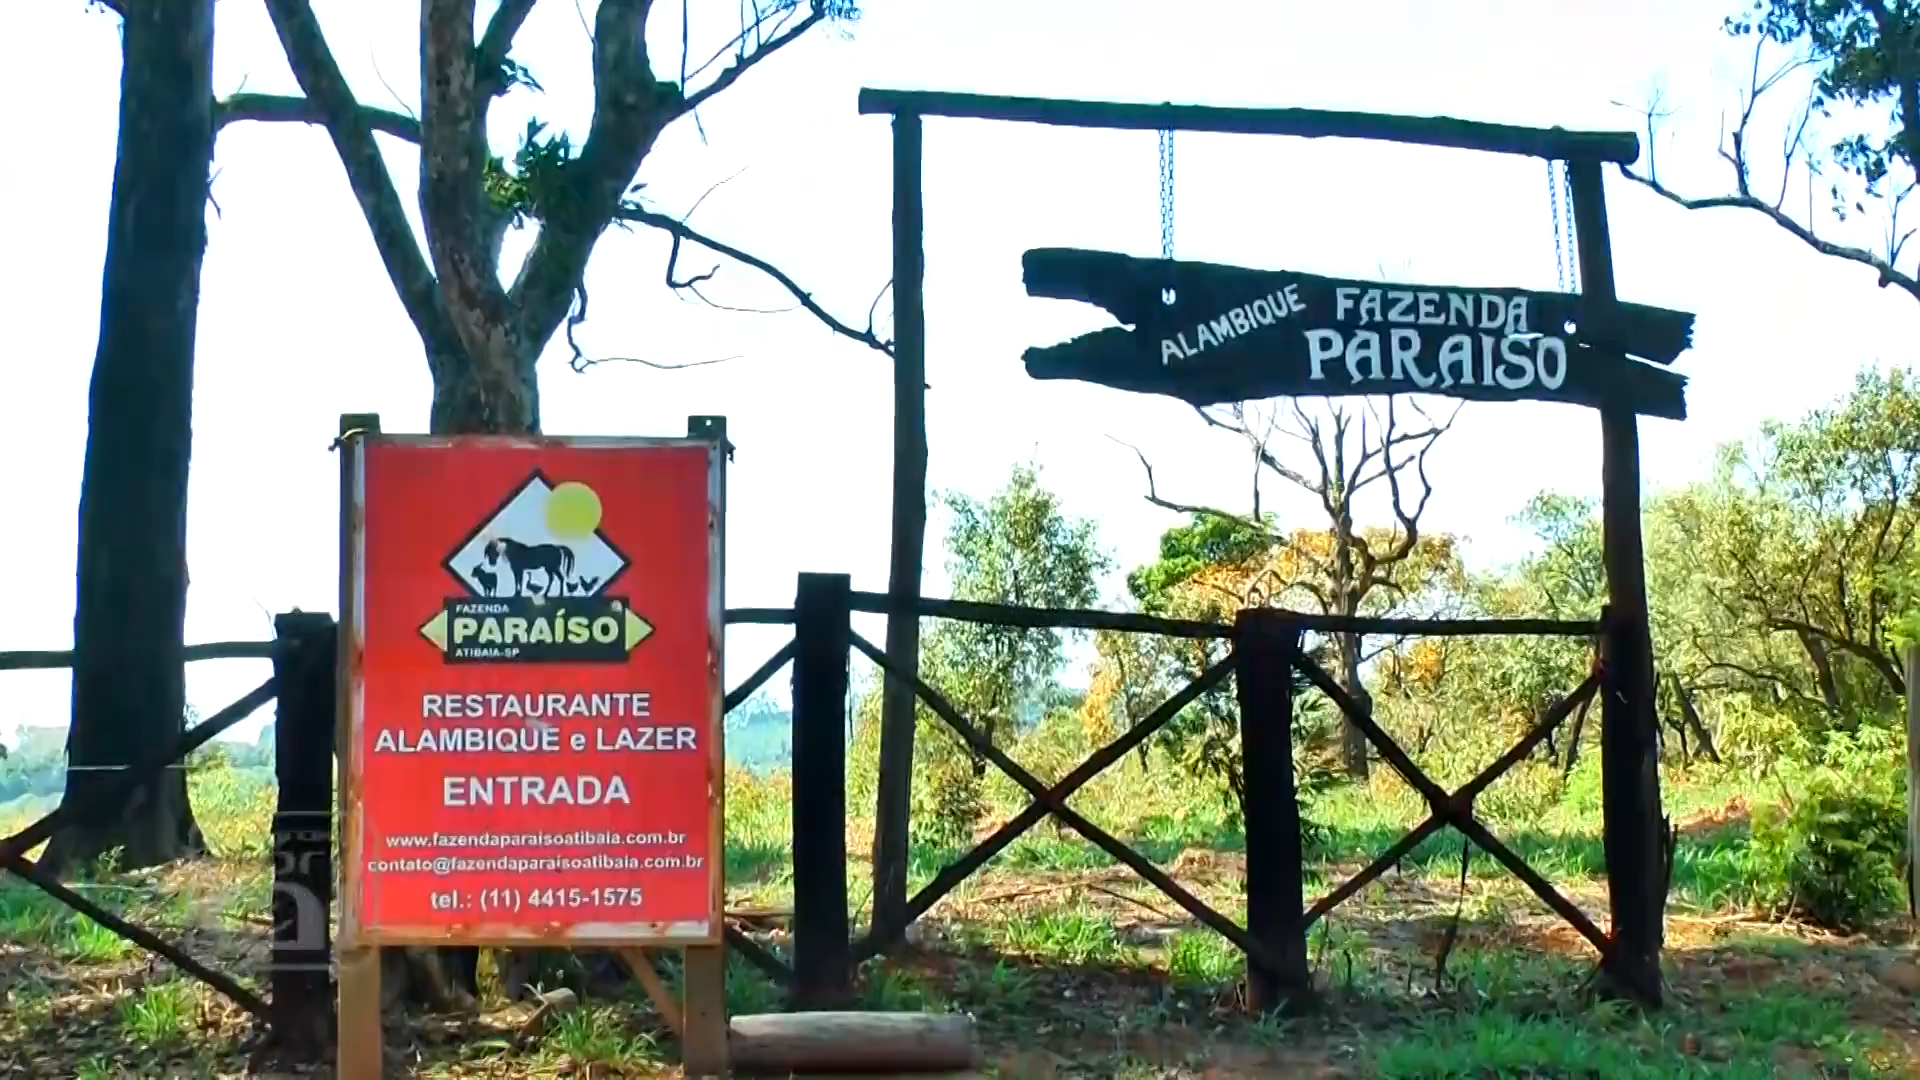 ALAMBIQUE
FAZENDA
PARAISO
FAZENDA
PARAÍSO
ATIBAIA-SP
RESTAURANTE
ALAMBIQUE e LAZER
ENTRADA
www.fazendaparaisoatibaia.com.br
contato@fazendaparaisoatibaia.com.br
tel.: (11) 4415-1575